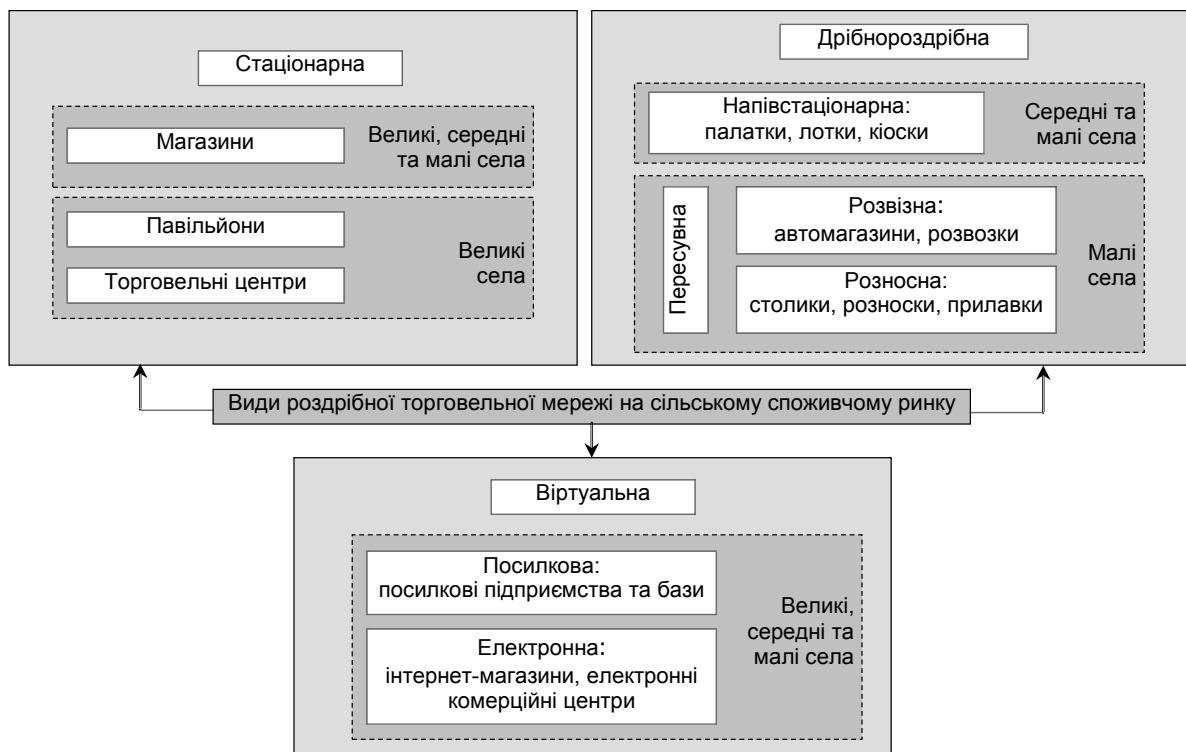 Стаціонарна
Магазини
Великі, середні
та малі села
Павільйони
Торговельні центри
Великі
села
Дрібнороздрібна
Напівстаціонарна:
палатки, лотки, кіоски
Середні та
малі села
Пересувна
Розвізна:
автомагазини, розвозки
Розносна:
столики, розноски, прилавки
Малі
села
Види роздрібної торговельної мережі на сільському споживчому ринку
Віртуальна
Посилкова:
посилкові підприємства та бази
Електронна:
інтернет-магазини, електронні
комерційні центри
Великі,
середні та
малі села